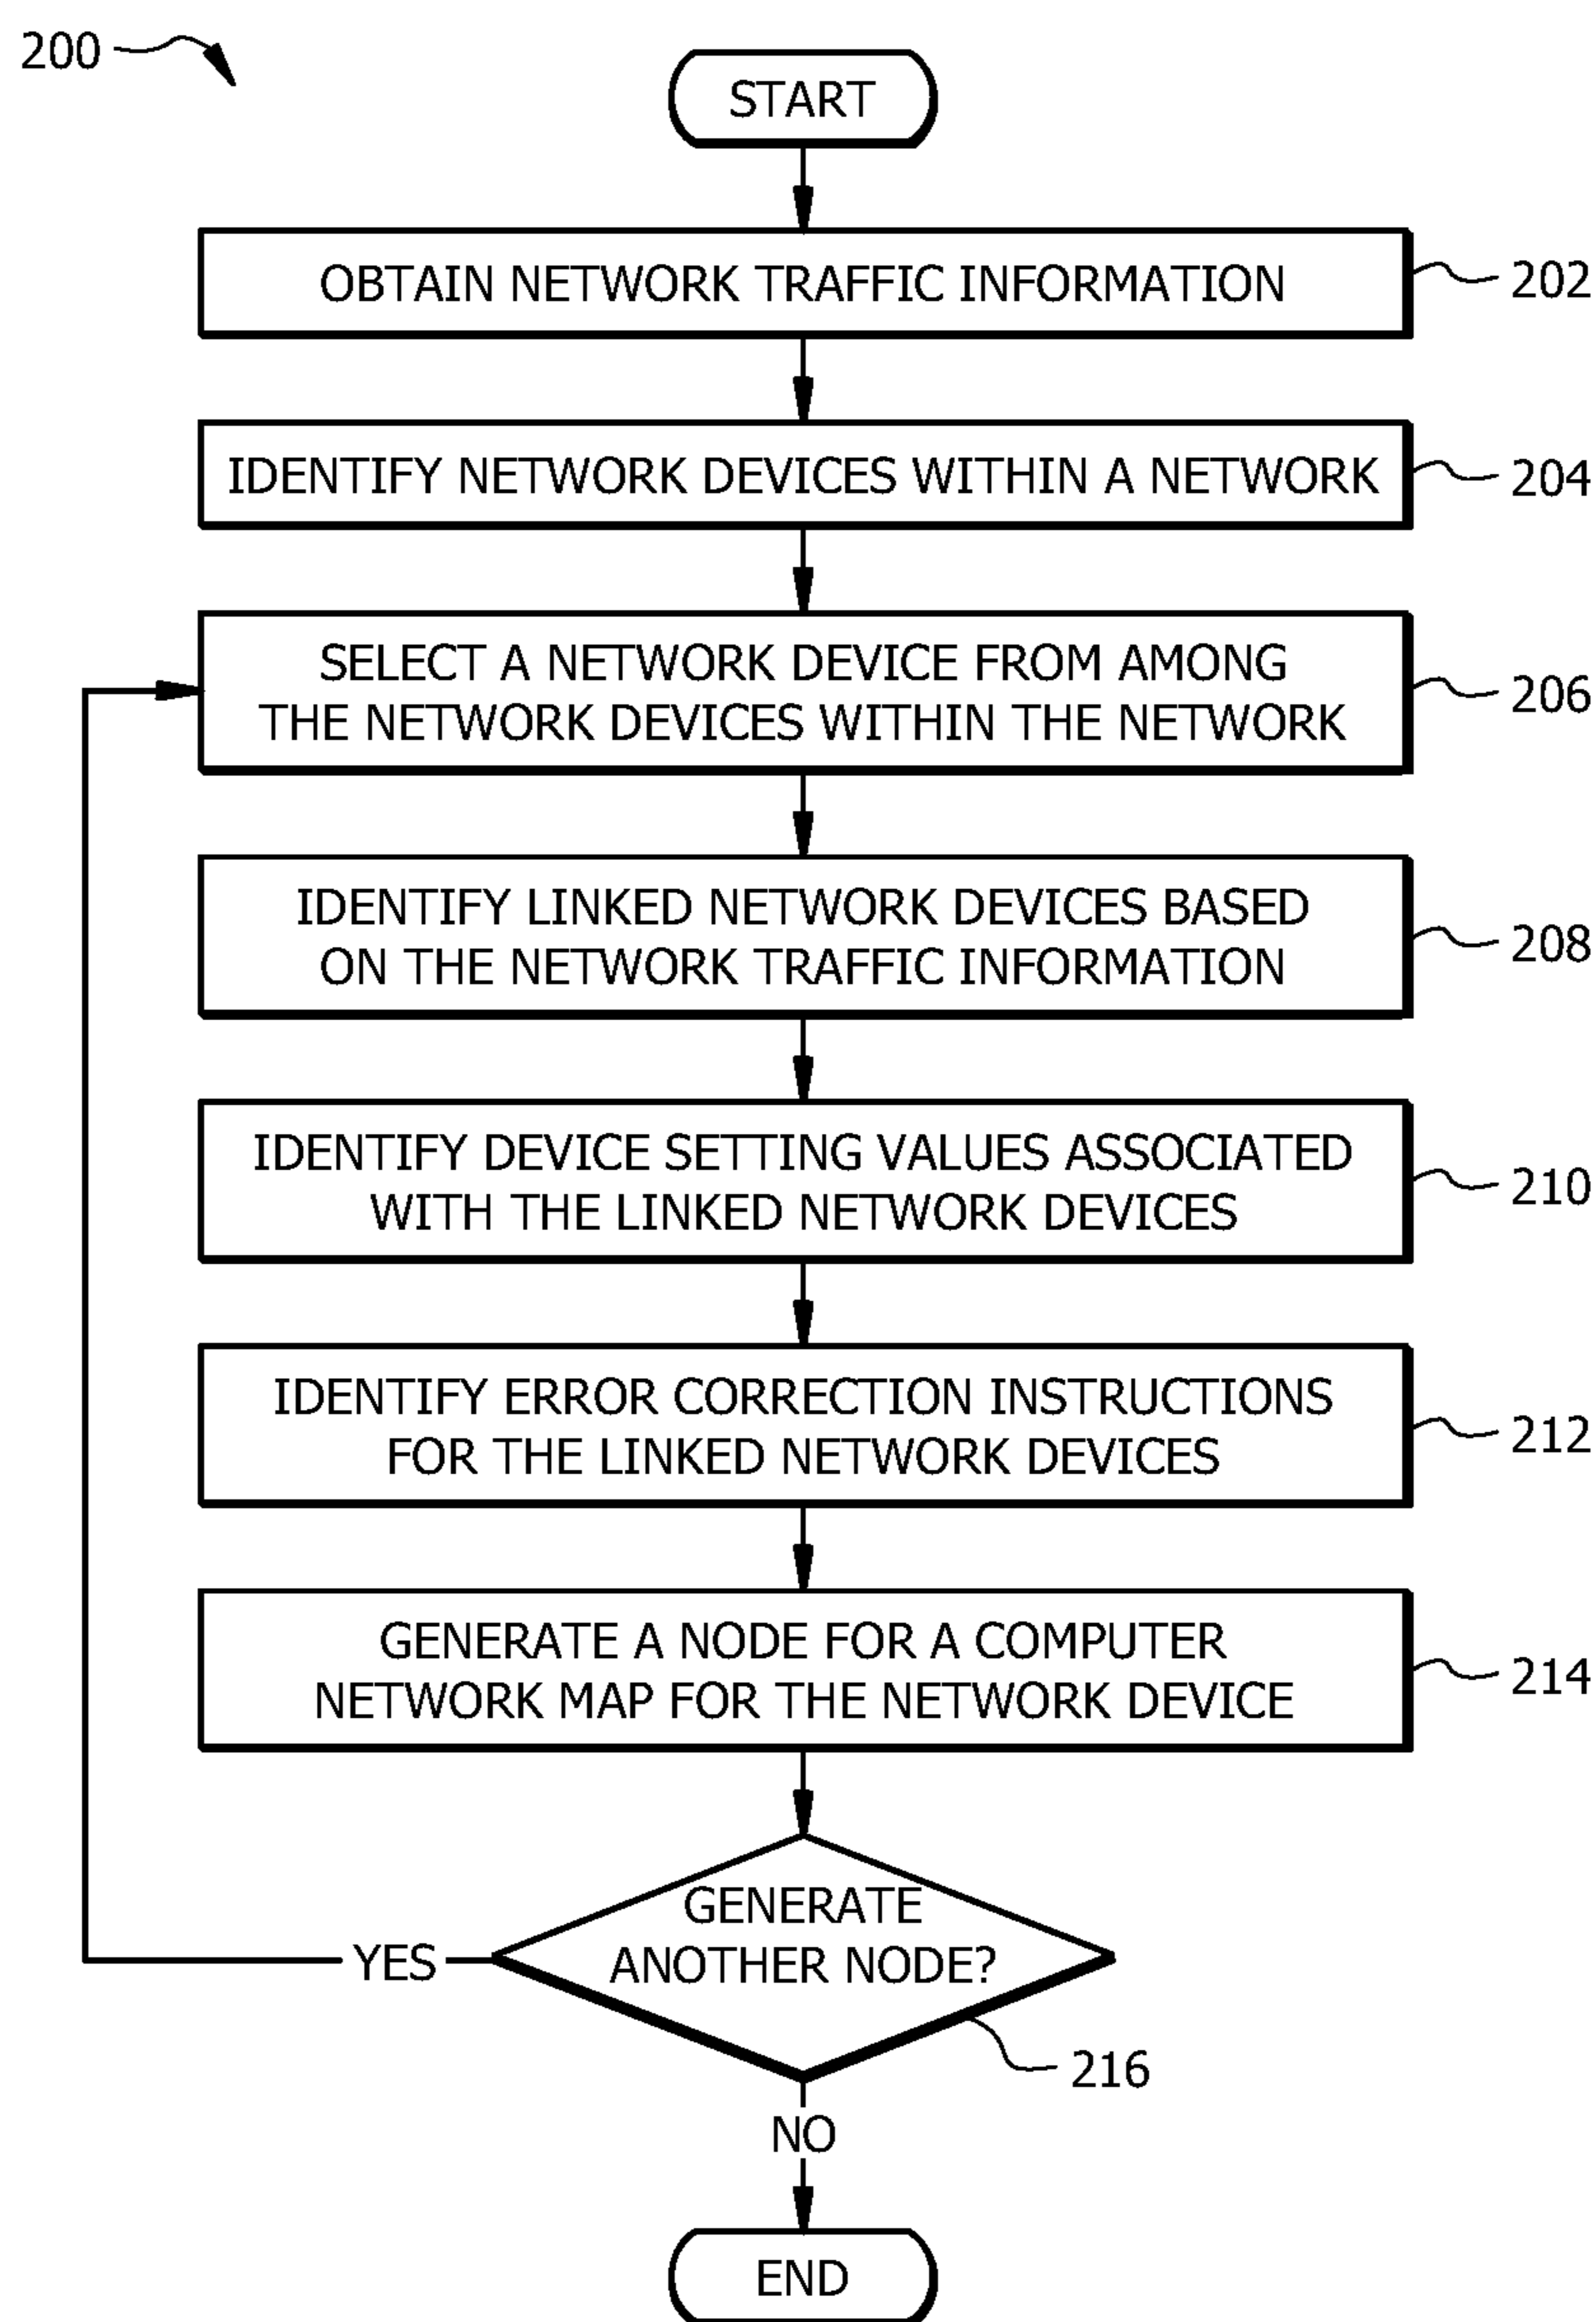 200
START
OBTAIN NETWORK TRAFFIC INFORMATION
202
IDENTIFY NETWORK DEVICES WITHIN A NETWORK
204
SELECT A NETWORK DEVICE FROM AMONG
THE NETWORK DEVICES WITHIN THE NETWORK
206
IDENTIFY LINKED NETWORK DEVICES BASED
ON THE NETWORK TRAFFIC INFORMATION
208
IDENTIFY DEVICE SETTING VALUES ASSOCIATED
WITH THE LINKED NETWORK DEVICES
210
IDENTIFY ERROR CORRECTION INSTRUCTIONS
FOR THE LINKED NETWORK DEVICES
212
GENERATE A NODE FOR A COMPUTER
NETWORK MAP FOR THE NETWORK DEVICE
214
GENERATE
ANOTHER NODE?
YES
216
NO
END